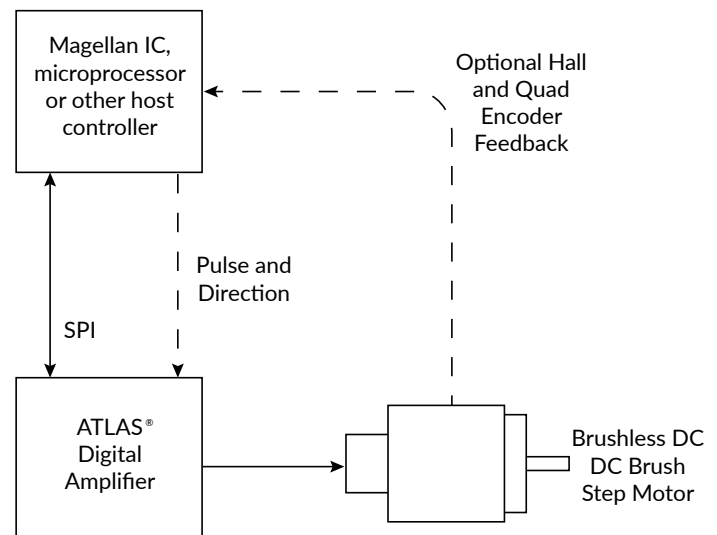 Magellan IC,
microprocessor
or other host
controller
Optional Hall
and Quad
Encoder
Feedback
Pulse and
Direction
SPI
ATLAS®
Digital
Amplifier
Brushless DC
DC Brush
Step Motor